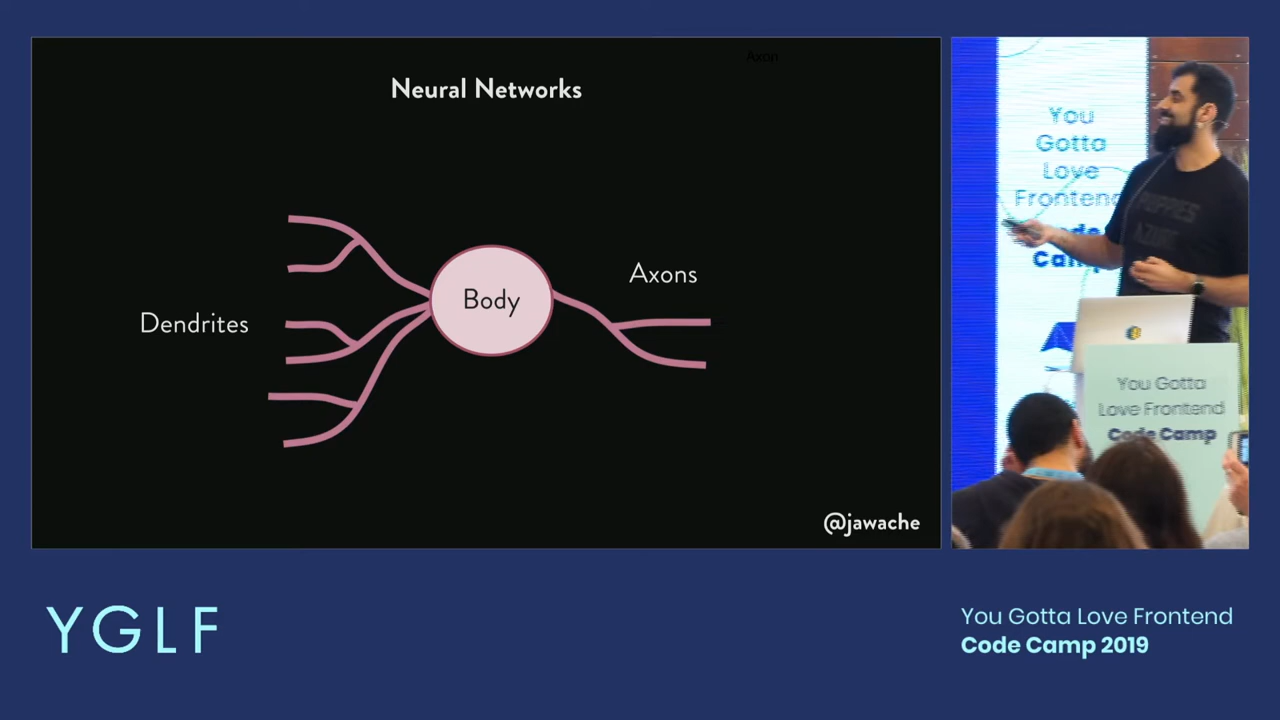 Axon
Neural Networks
Body
Axons
Dendrites
@jawache
You
Gotta
Love
Frontend
Code
Camp
You Gotta
Love Frontend
Code Camp
YGLF
You Gotta Love Frontend
Code Camp 2019